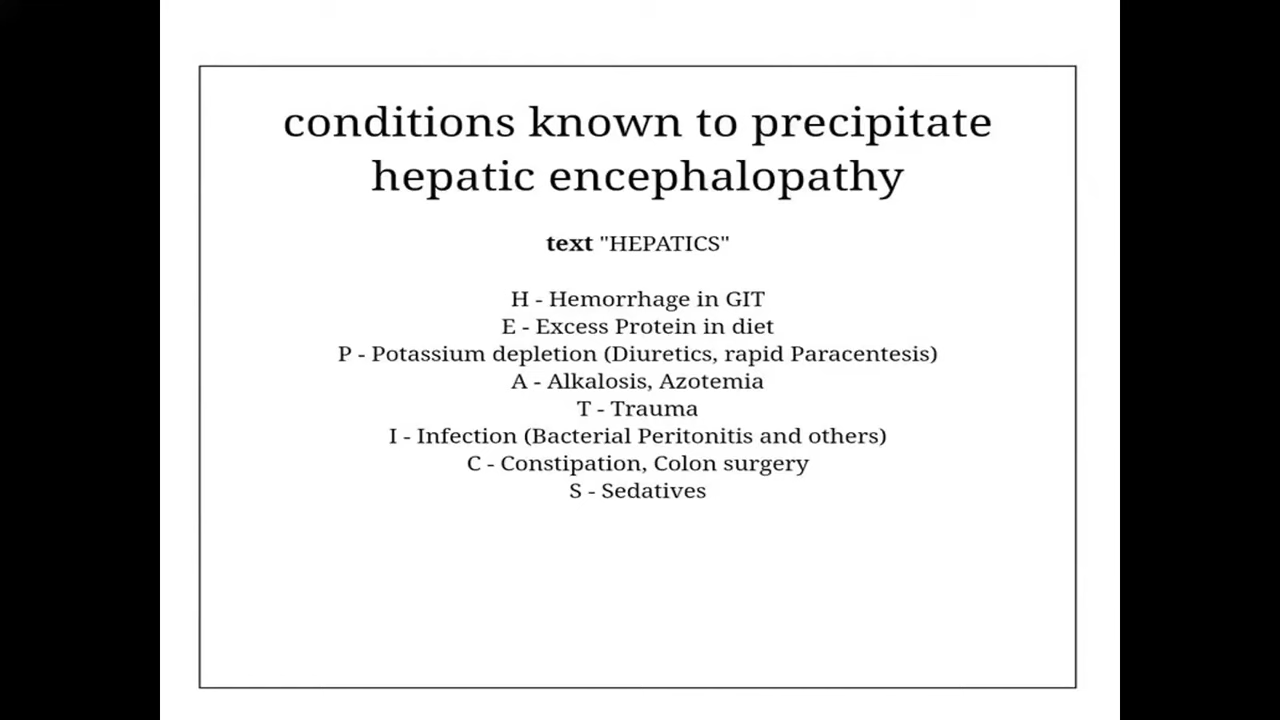 conditions known to precipitate
hepatic encephalopathy
text "HEPATICS"
H - Hemorrhage in GIT
E - Excess Protein in diet
P - Potassium depletion (Diuretics, rapid Paracentesis)
A - Alkalosis, Azotemia
T - Trauma
I - Infection (Bacterial Peritonitis and others)
C - Constipation, Colon surgery
S - Sedatives